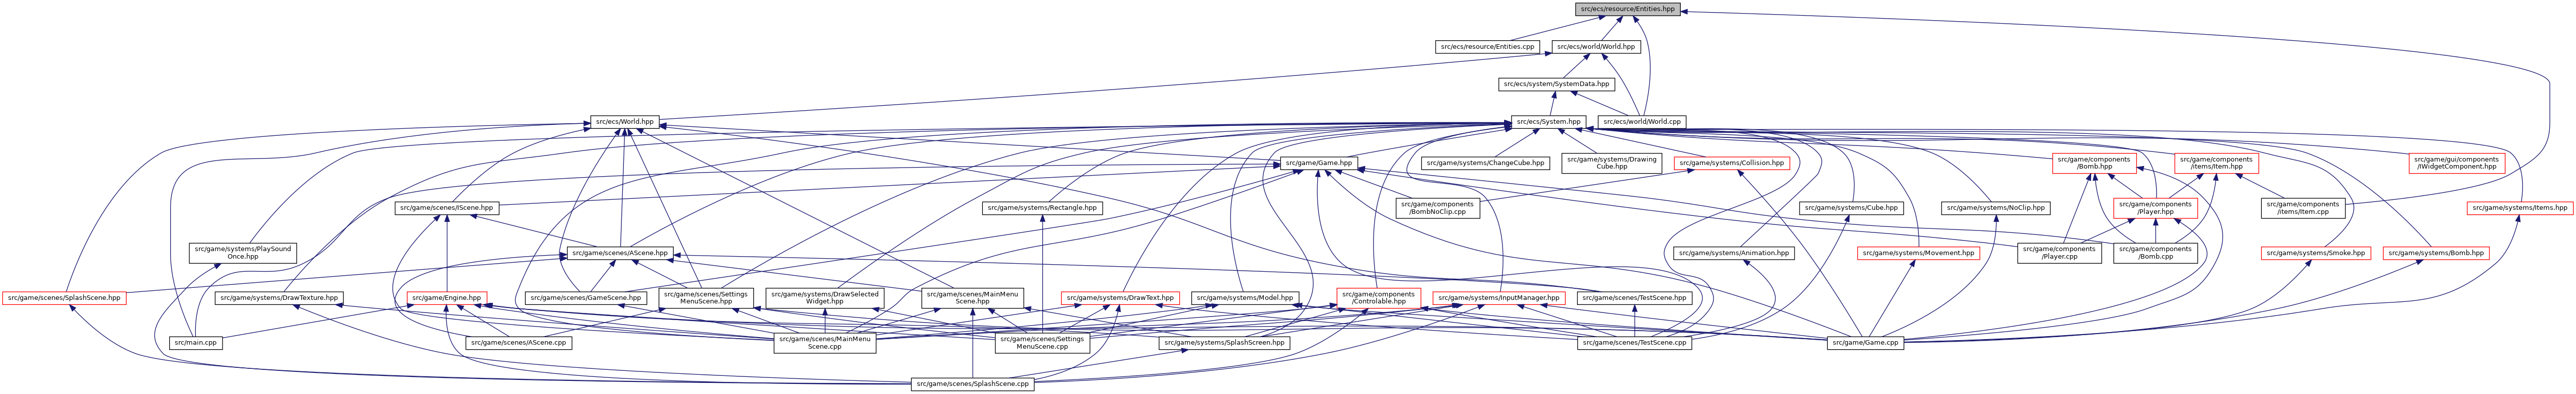 src/ecs/resource/Entities.hpp
src/ecs/resource/Entities.cpp
src/ecs/world/World.hpp
src/ecs/system/SystemData.hpp
src/ecs/World.hpp
src/ecs/System.hpp
src/ecs/world/World.cpp
src/game/Game.hpp
src/game/systems/ChangeCube.hpp
src/game/systems/Drawing
Cube.hpp
src/game/systems/Collision.hpp
src/game/components
/Bomb.hpp
src/game/components
/items/Item.hpp
src/game/gui/components
/IWidgetComponent.hpp
src/game/scenes/IScene.hpp
src/game/systems/Rectangle.hpp
src/game/components
/BombNoClip.cpp
src/game/systems/Cube.hpp
src/game/systems/NoClip.hpp
src/game/components
/Player.hpp
src/game/components
/items/Item.cpp
src/game/systems/Items.hpp
src/game/systems/PlaySound
Once.hpp
src/game/scenes/AScene.hpp
src/game/systems/Animation.hpp
src/game/systems/Movement.hpp
src/game/components
/Player.cpp
src/game/components
/Bomb.cpp
src/game/systems/Smoke.hpp
src/game/systems/Bomb.hpp
src/game/scenes/SplashScene.hpp
src/game/systems/DrawTexture.hpp
src/game/Engine.hpp
src/game/scenes/GameScene.hpp
src/game/scenes/Settings
MenuScene.hpp
src/game/systems/DrawSelected
Widget.hpp
src/game/scenes/MainMenu
Scene.hpp
src/game/systems/DrawText.hpp
src/game/systems/Model.hpp
src/game/components
/Controlable.hpp
src/game/systems/InputManager.hpp
src/game/scenes/TestScene.hpp
src/main.cpp
src/game/scenes/AScene.cpp
src/game/scenes/MainMenu
Scene.cpp
src/game/scenes/Settings
MenuScene.cpp
src/game/systems/SplashScreen.hpp
src/game/scenes/TestScene.cpp
src/game/Game.cpp
src/game/scenes/SplashScene.cpp